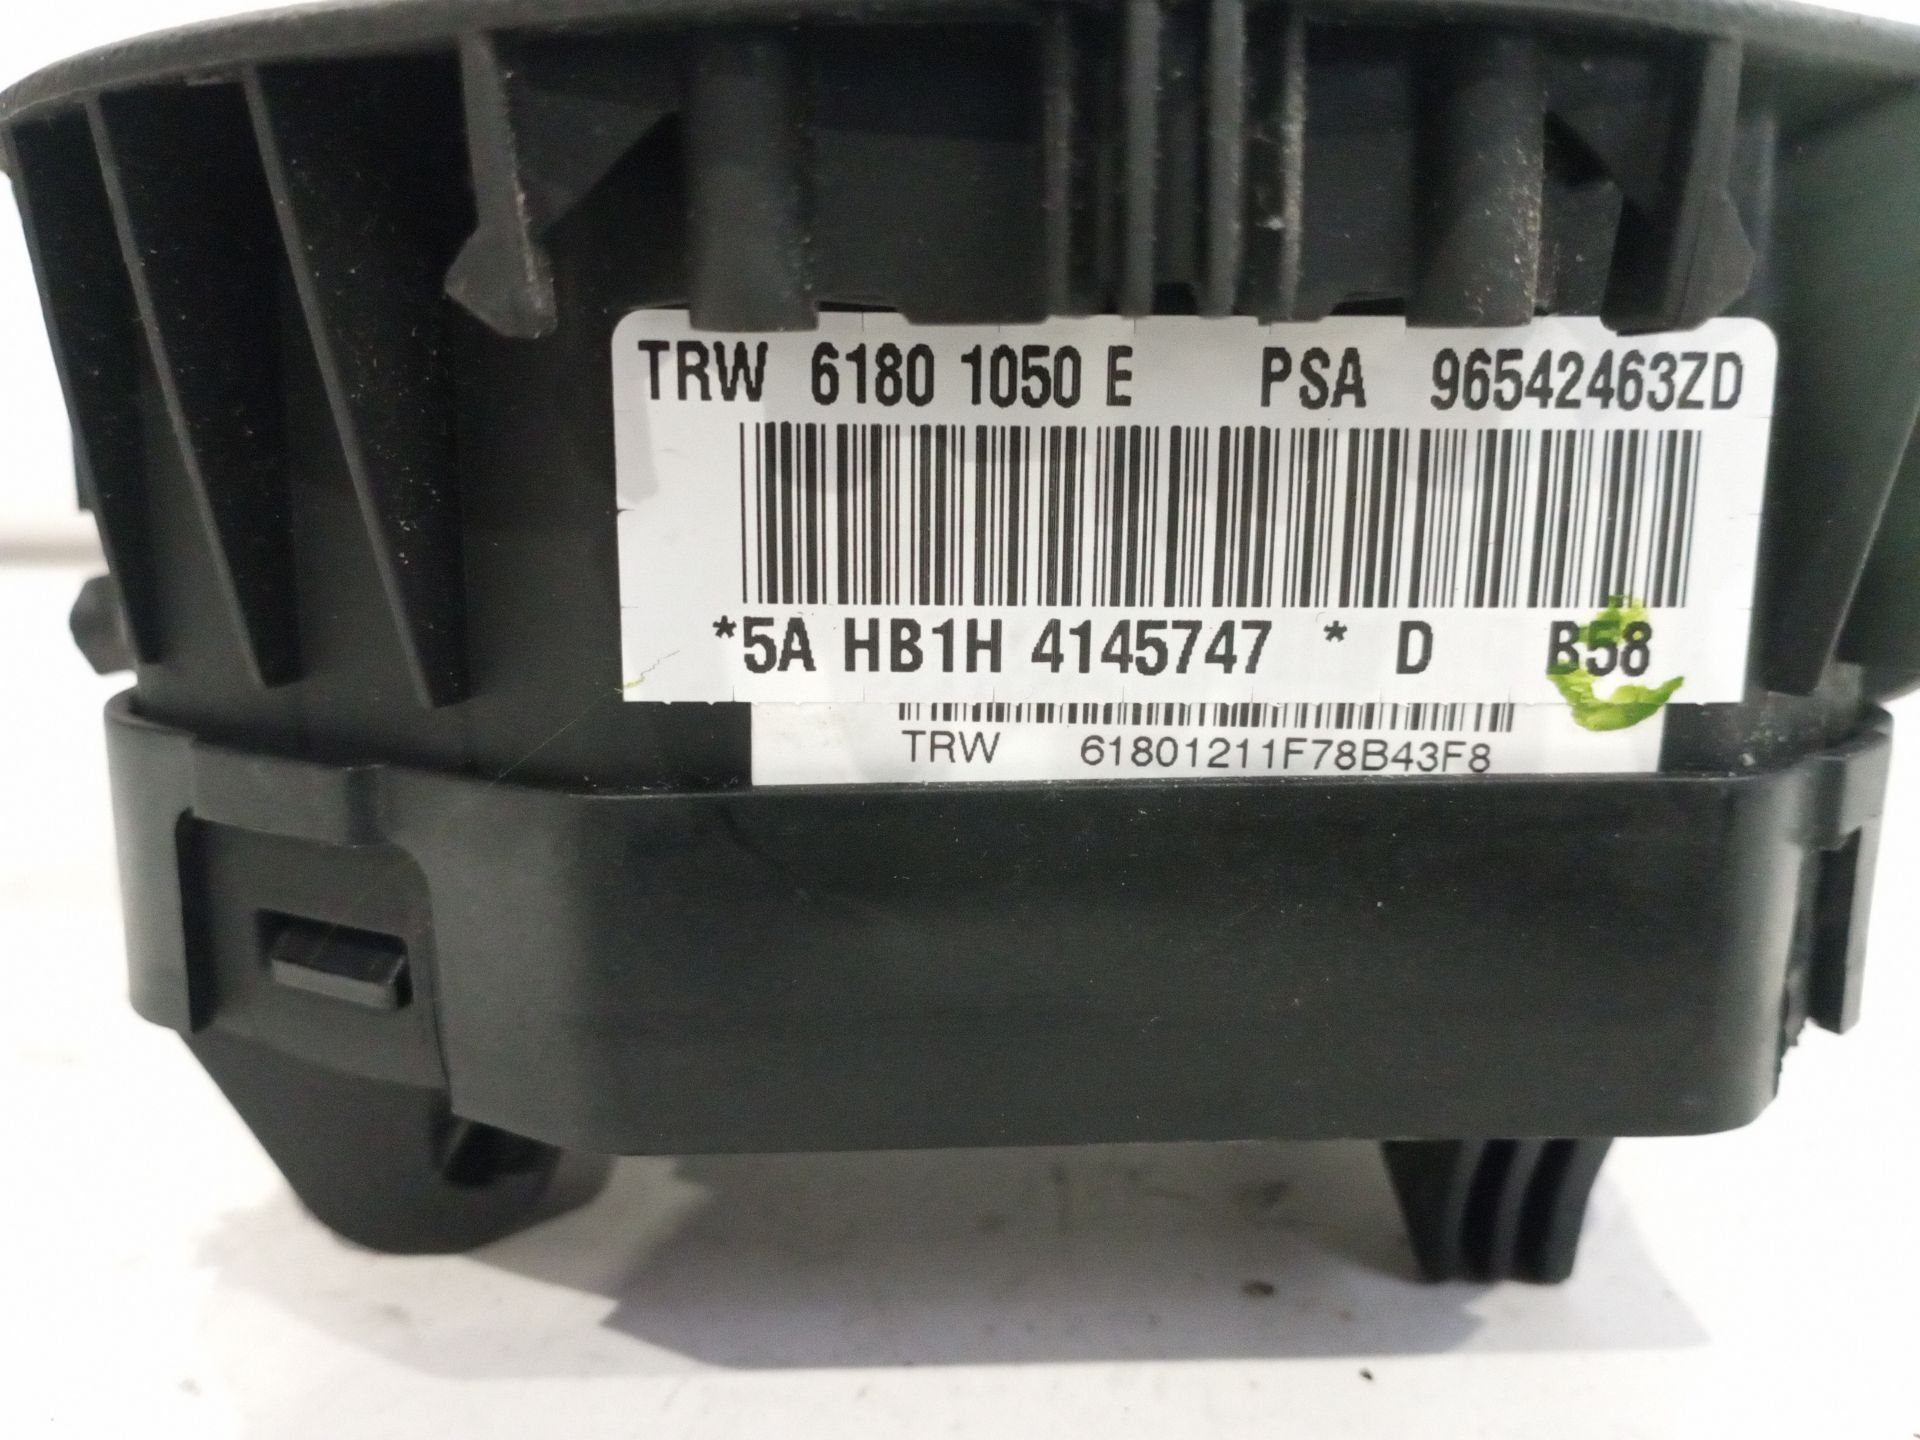 TRW 6180 1050 E PSA 96542463ZD
*5A HB1H 4145747 * D B58
TRW 61801211F78B43F8